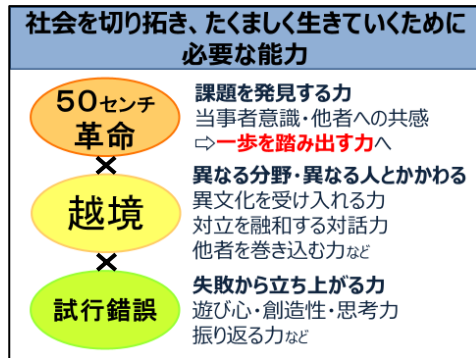 社会を切り拓き、たくましく生きていくために
必要な能力
50センチ
革命
課題を発見する力
当事者意識・他者への共感
⇨一歩を踏み出す力へ
×
越境
異なる分野・異なる人とかかわる
異文化を受け入れる力
対立を融和する対話力
他者を巻き込む力など
×
試行錯誤
失敗から立ち上がる力
遊び心・創造性・思考力
振り返る力など